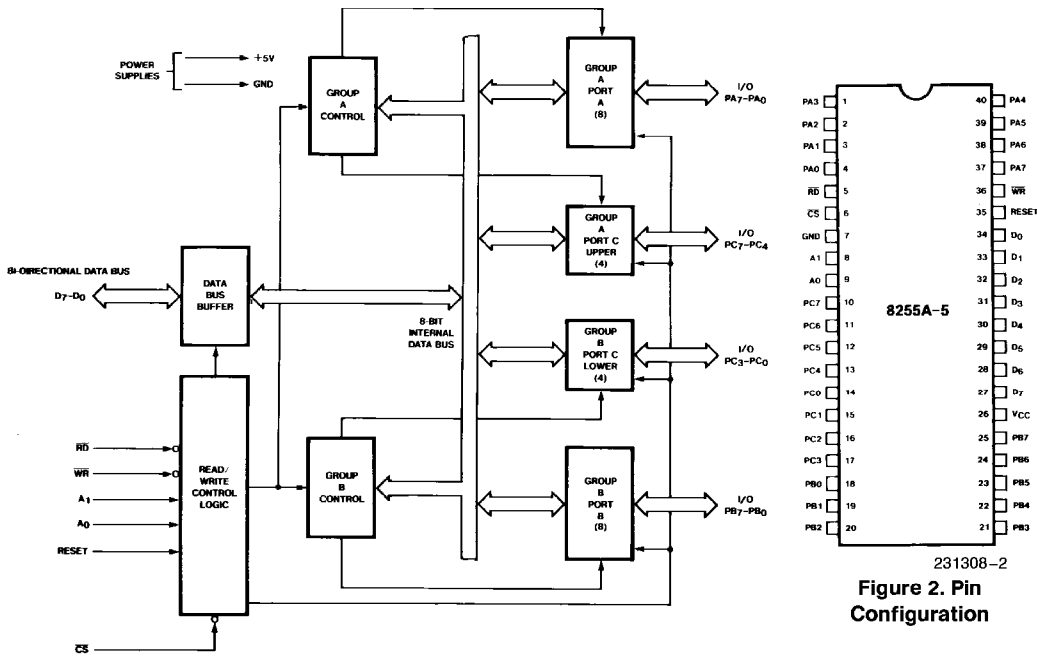 POWER SUPPLIES
+5V
GND
GROUP A CONTROL
GROUP A PORT A (8)
I/O PA7-PA0
GROUP A PORT C UPPER (4)
I/O PC7-PC4
BI-DIRECTIONAL DATA BUS
D7-D0
DATA BUS BUFFER
8-BIT INTERNAL DATA BUS
GROUP B PORT C LOWER (4)
I/O PC3-PC0
RD
WR
A1
A0
RESET
CS
READ/ WRITE CONTROL LOGIC
GROUP B CONTROL
GROUP B PORT B (8)
I/O PB7-PB0
PA3 1 40 PA4
PA2 2 39 PA5
PA1 3 38 PA6
PA0 4 37 PA7
RD 5 36 WR
CS 6 35 RESET
GND 7 34 D0
A1 8 33 D1
A0 9 32 D2
PC7 10 31 D3
8255A-5
PC6 11 30 D4
PC5 12 29 D5
PC4 13 28 D6
PC0 14 27 D7
PC1 15 26 VCC
PC2 16 25 PB7
PC3 17 24 PB6
PB0 18 23 PB5
PB1 19 22 PB4
PB2 20 21 PB3
231308-2
Figure 2. Pin
Configuration